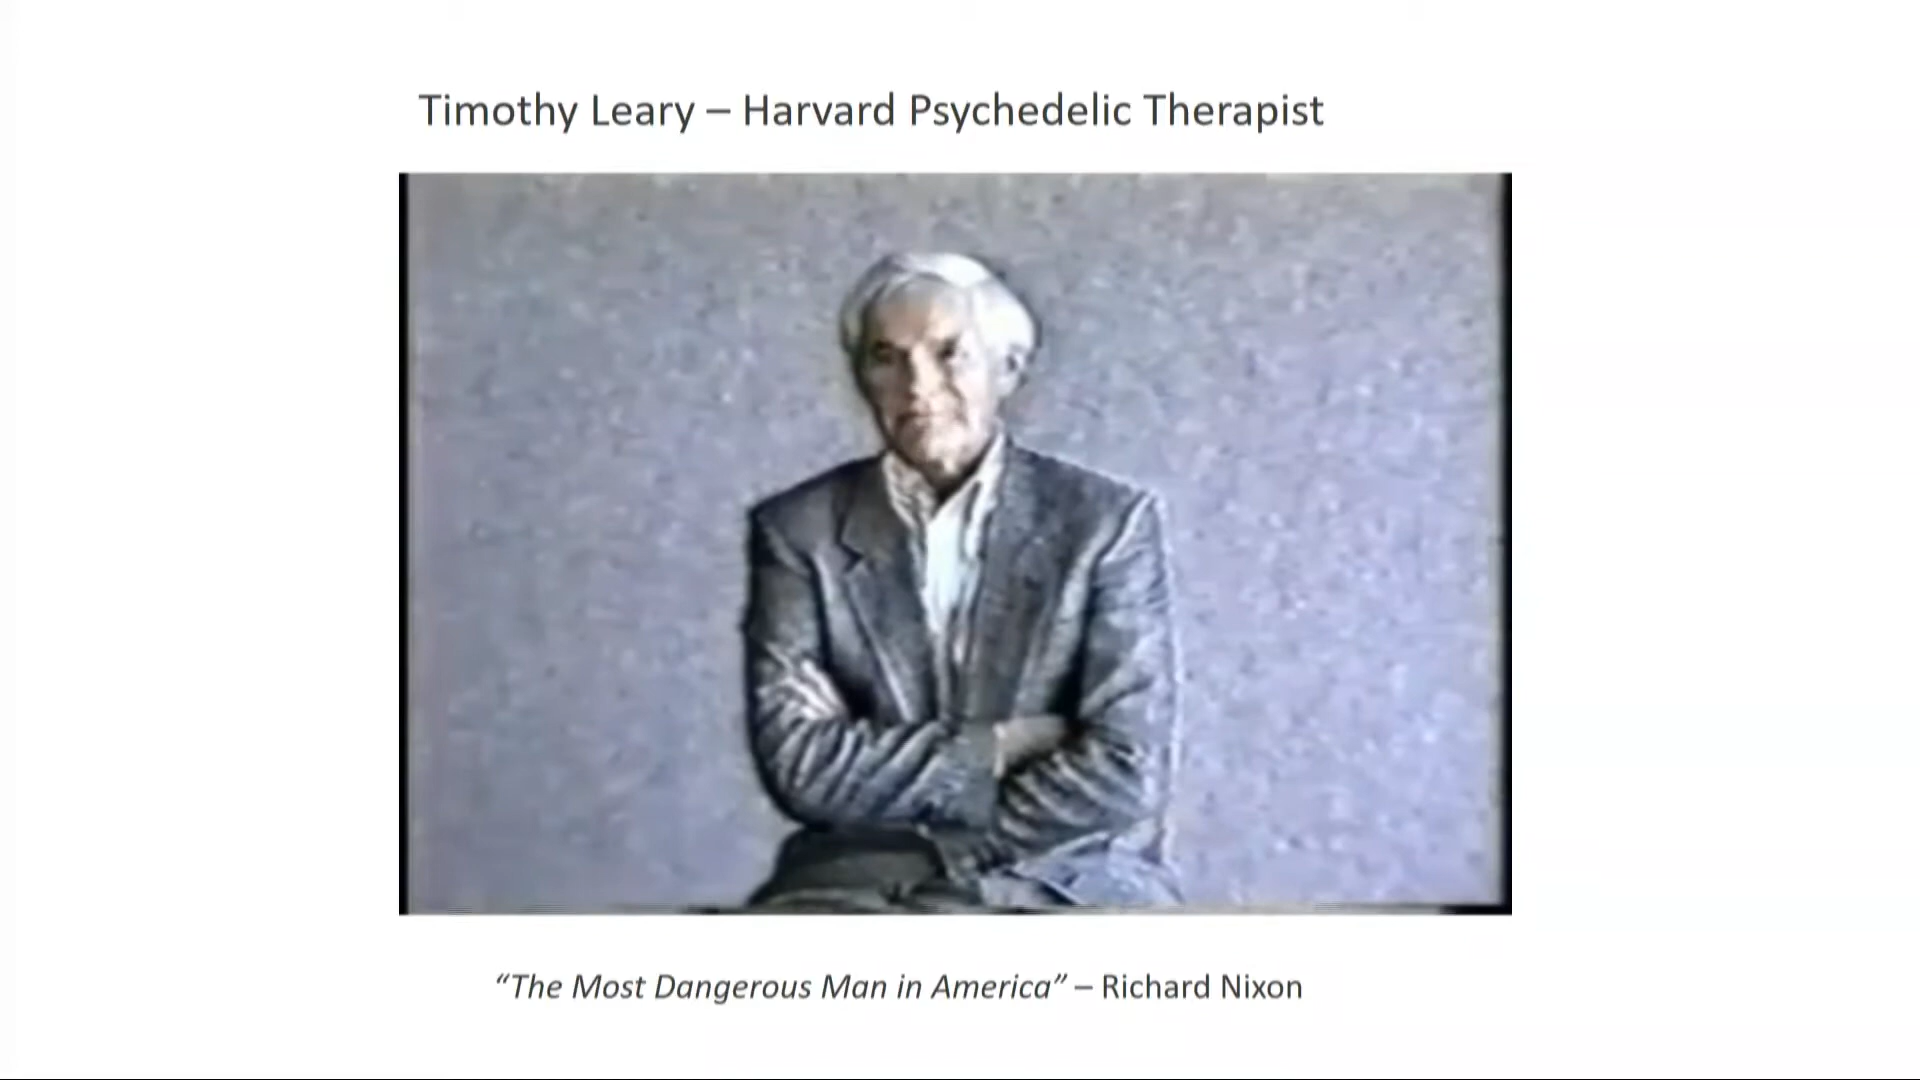 Timothy Leary – Harvard Psychedelic Therapist
“The Most Dangerous Man in America” – Richard Nixon